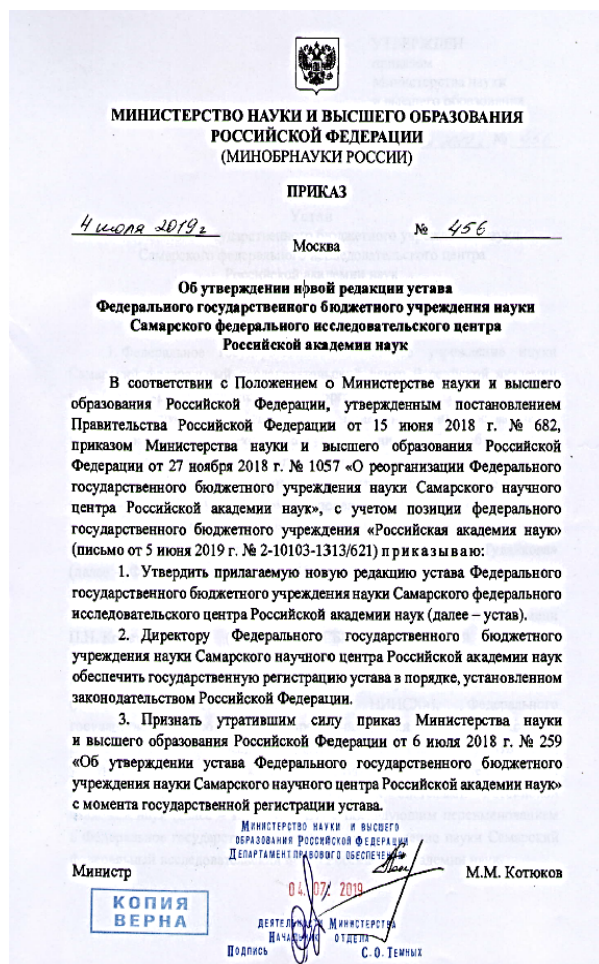 МИНИСТЕРСТВО НАУКИ И ВЫСШЕГО ОБРАЗОВАНИЯ
РОССИЙСКОЙ ФЕДЕРАЦИИ
(МИНОБРНАУКИ РОССИИ)
ПРИКАЗ
4 июля 2019 г. № 456
Москва
Об утверждении новой редакции устава
Федерального государственного бюджетного учреждения науки
Самарского федерального исследовательского центра
Российской академии наук
В соответствии с Положением о Министерстве науки и высшего
образования Российской Федерации, утвержденным постановлением
Правительства Российской Федерации от 15 июня 2018 г. № 682,
приказом Министерства науки и высшего образования Российской
Федерации от 27 ноября 2018 г. № 1057 «О реорганизации Федерального
государственного бюджетного учреждения науки Самарского научного
центра Российской академии наук», с учетом позиции федерального
государственного бюджетного учреждения «Российская академия наук»
(письмо от 5 июня 2019 г. № 2-10103-1313/621) п р и к а з ы в а ю:
1. Утвердить прилагаемую новую редакцию устава Федерального
государственного бюджетного учреждения науки Самарского федерального
исследовательского центра Российской академии наук (далее – устав).
2. Директору Федерального государственного бюджетного
учреждения науки Самарского научного центра Российской академии наук
обеспечить государственную регистрацию устава в порядке, установленном
законодательством Российской Федерации.
3. Признать утратившим силу приказ Министерства науки
и высшего образования Российской Федерации от 6 июля 2018 г. № 259
«Об утверждении устава Федерального государственного бюджетного
учреждения науки Самарского научного центра Российской академии наук»
с момента государственной регистрации устава.
Министерство науки и высшего
образования Российской Федерации
Департамент правового обеспечения
Министр М.М. Котюков
04. 07. 2019
КОПИЯ
ВЕРНА
деятельности Министерства
Начальник отдела
Подпись С.О. Темных